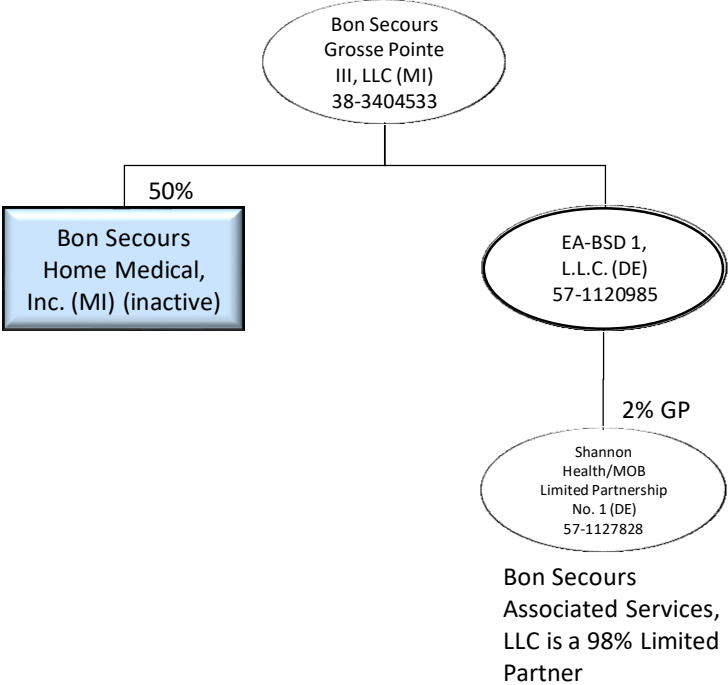 Bon Secours
Grosse Pointe
III, LLC (MI)
38-3404533
50%
Bon Secours
Home Medical,
Inc. (MI) (inactive)
EA-BSD 1,
L.L.C. (DE)
57-1120985
2% GP
Shannon
Health/MOB
Limited Partnership
No. 1 (DE)
57-1127828
Bon Secours
Associated Services,
LLC is a 98% Limited
Partner